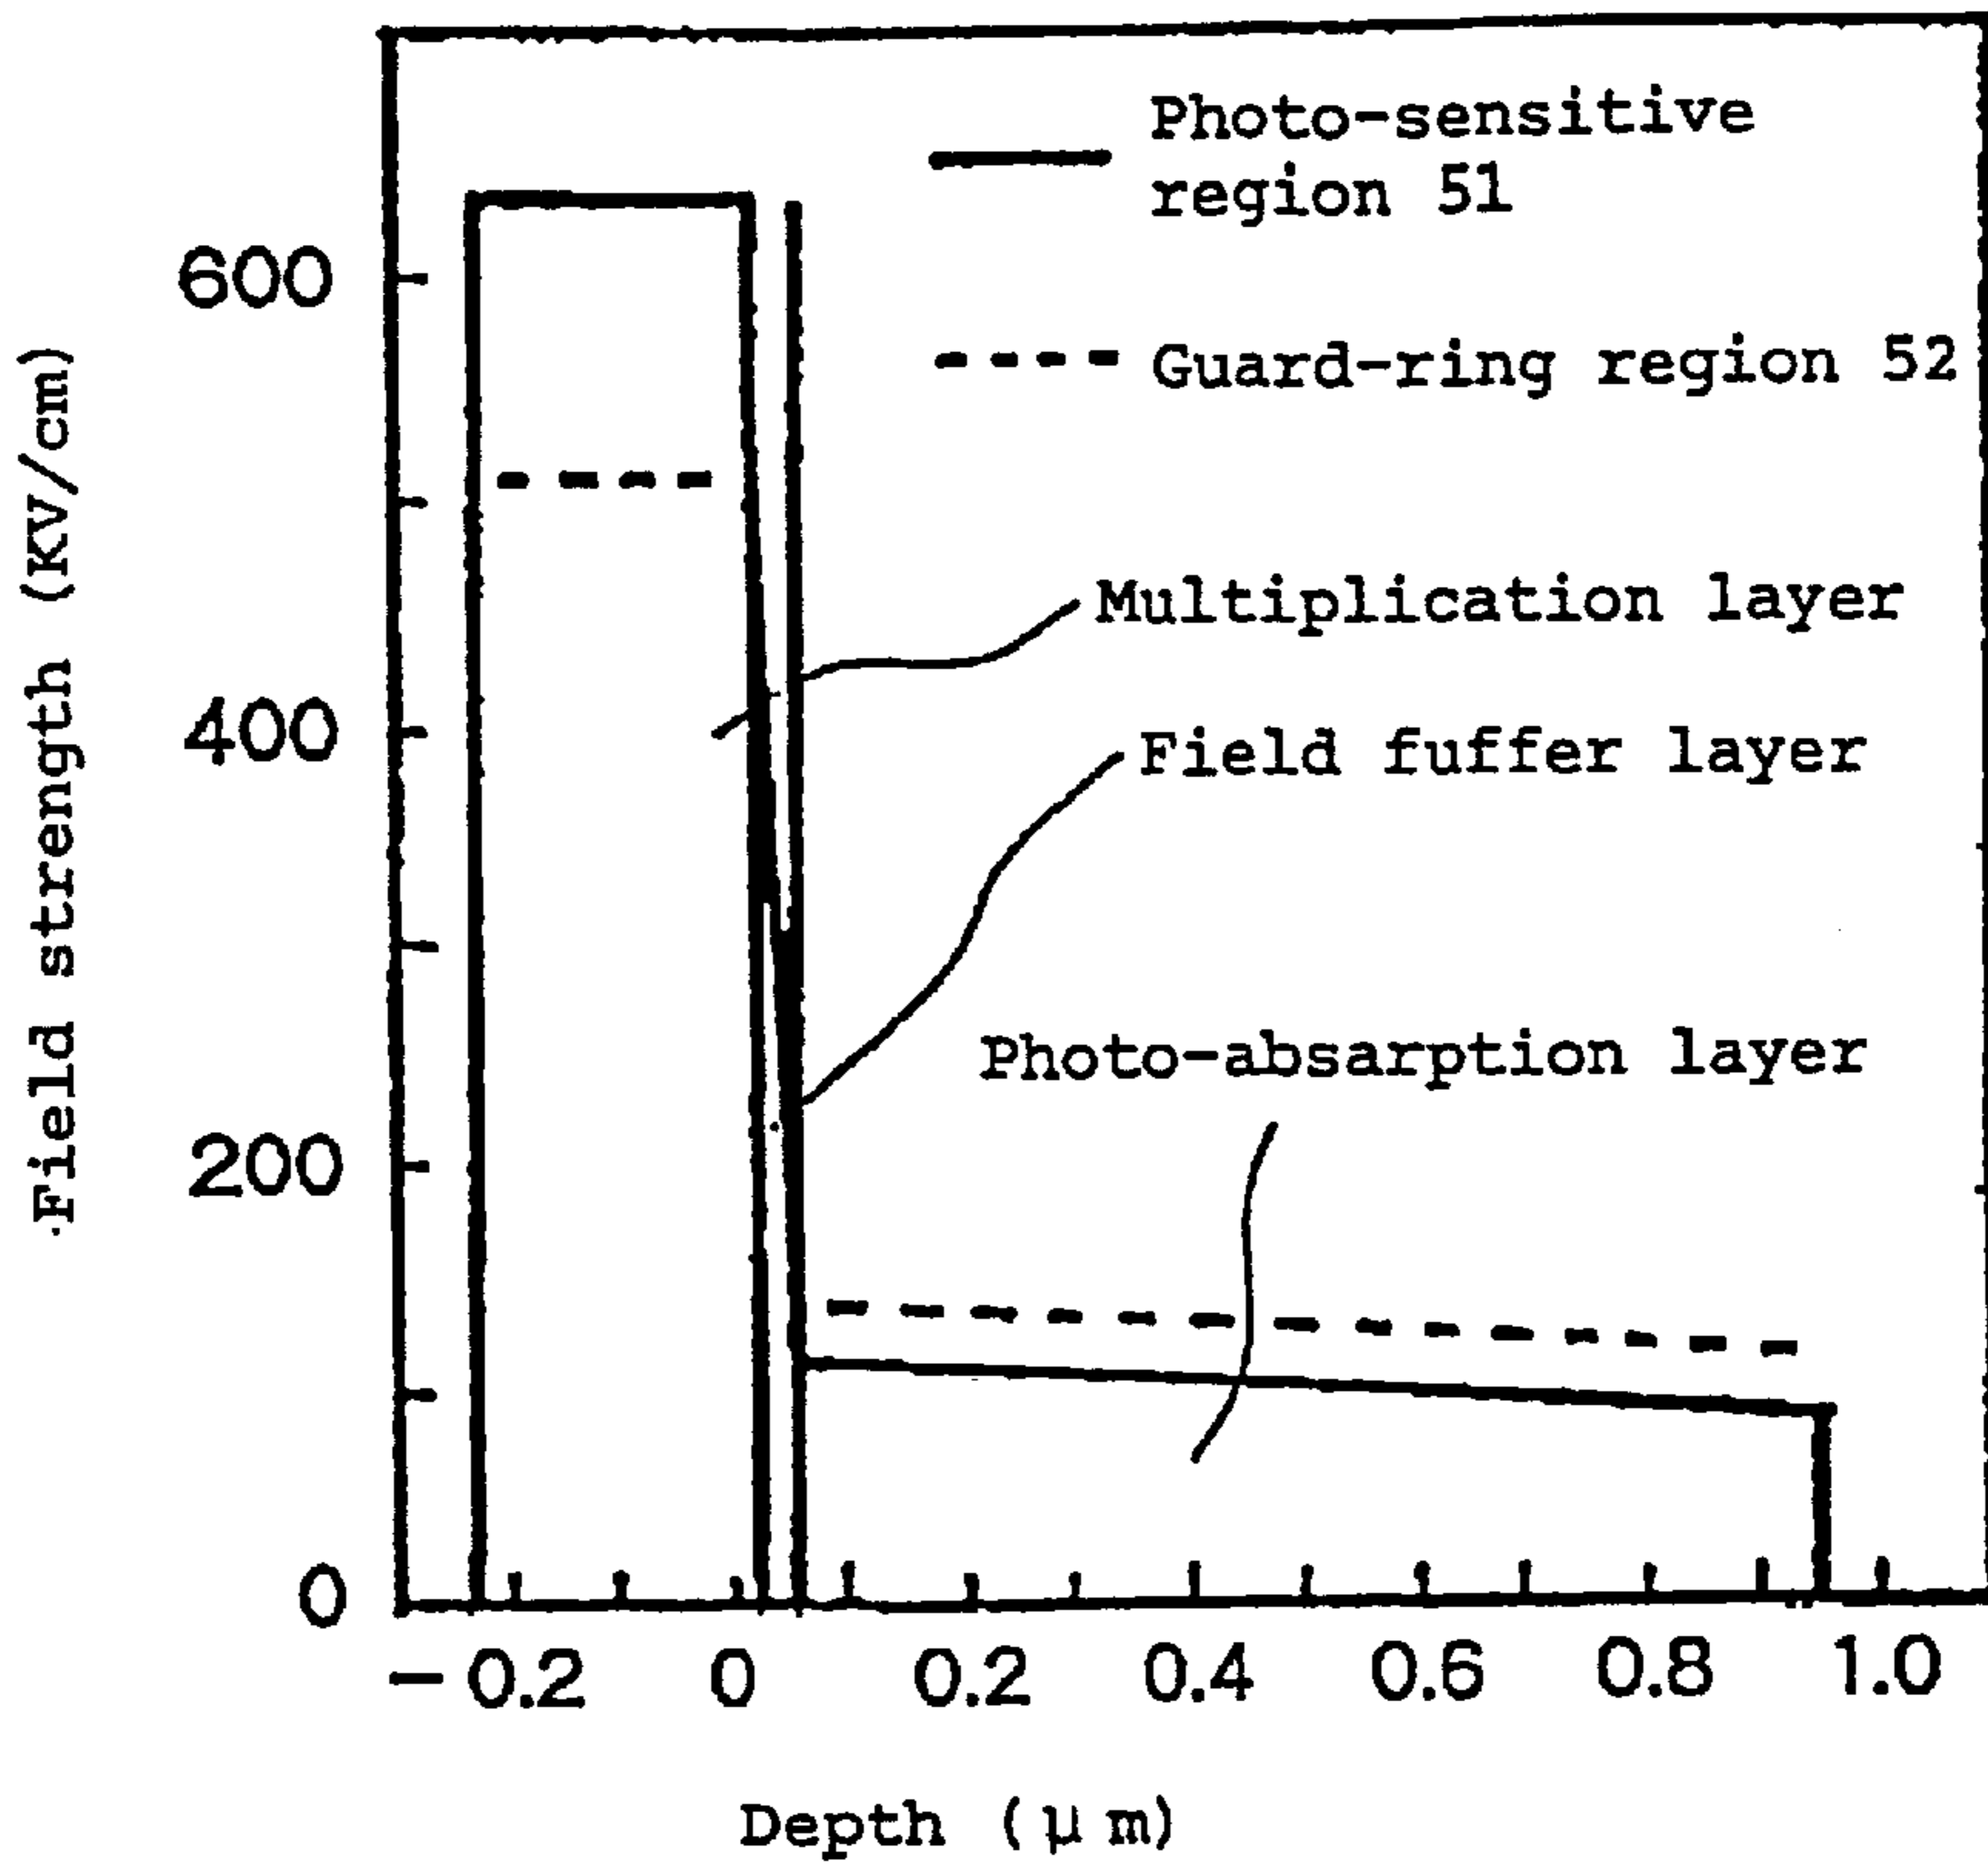 Photo-sensitive
region 51
Guard-ring region 52
Multiplication layer
Field fuffer layer
Photo-absarption layer
Field strength (KV/cm)
600
400
200
0
-0.2 0 0.2 0.4 0.6 0.8 1.0
Depth (μm)